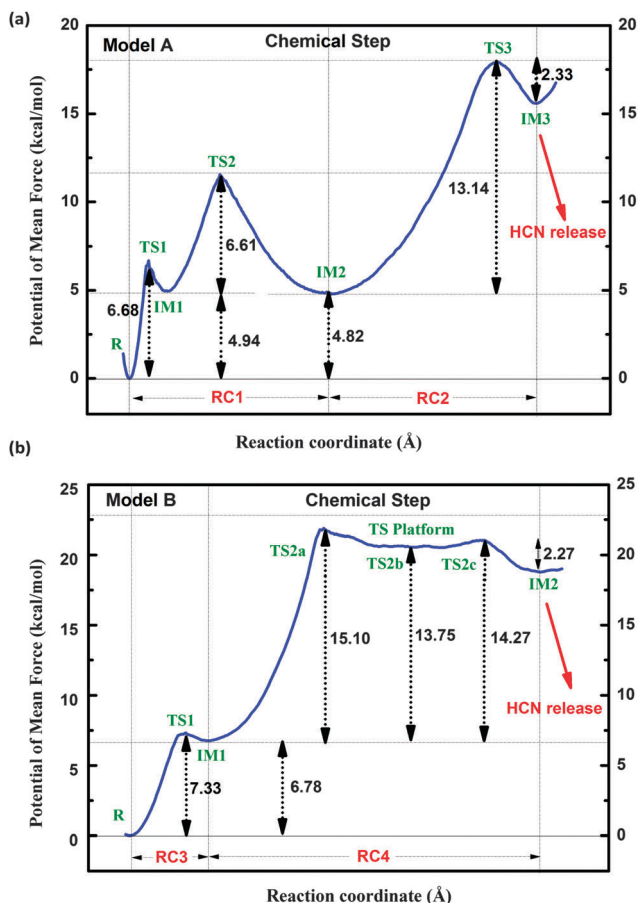 (a)
Model A
Chemical Step
Potential of Mean Force (kcal/mol)
20
15
10
5
0
20
15
10
5
0
TS3
2.33
IM3
TS2
13.14
HCN release
TS1
6.61
IM2
6.68
IM1
R
4.94
4.82
RC1
RC2
Reaction coordinate (Å)
(b)
Model B
Chemical Step
Potential of Mean Force (kcal/mol)
25
20
15
10
5
0
25
20
15
10
5
0
TS Platform
TS2a
TS2b
TS2c
2.27
IM2
15.10
13.75
14.27
HCN release
TS1
IM1
7.33
6.78
R
RC3
RC4
Reaction coordinate (Å)